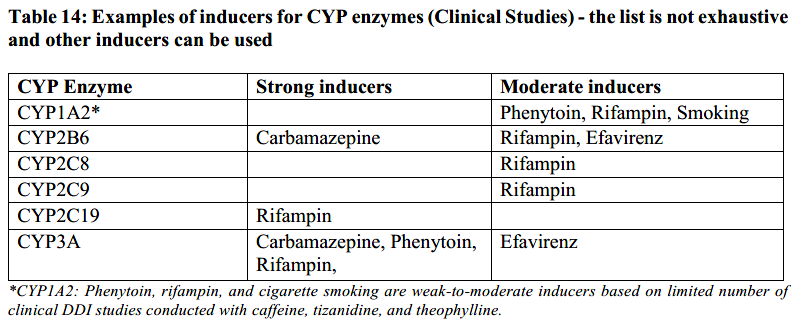 Table 14: Examples of inducers for CYP enzymes (Clinical Studies) - the list is not exhaustive
and other inducers can be used
CYP Enzyme Strong inducers Moderate inducers
CYP1A2* Phenytoin, Rifampin, Smoking
CYP2B6 Carbamazepine Rifampin, Efavirenz
CYP2C8 Rifampin
CYP2C9 Rifampin
CYP2C19 Rifampin
CYP3A Carbamazepine, Phenytoin, Efavirenz
Rifampin,
*CYP1A2: Phenytoin, rifampin, and cigarette smoking are weak-to-moderate inducers based on limited number of
clinical DDI studies conducted with caffeine, tizanidine, and theophylline.